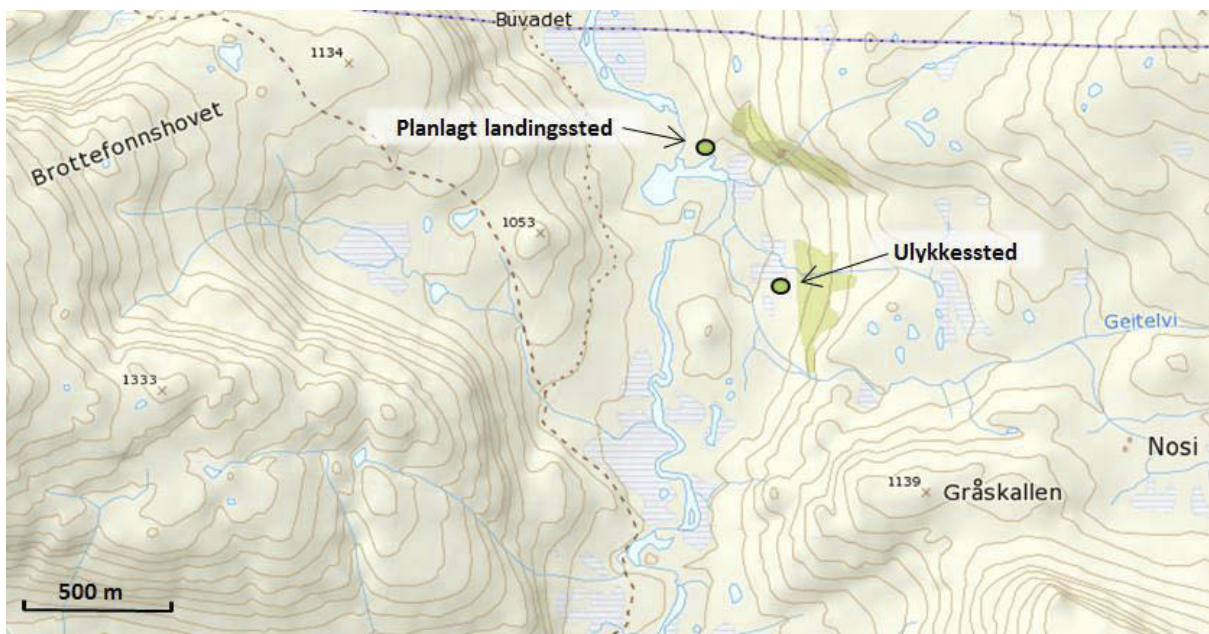 Buvadet
1134
Planlagt landingssted
Brottefonnshovet
1053
Ulykkessted
Geitelvi
1333
Nosi
1139
Gråskallen
500 m